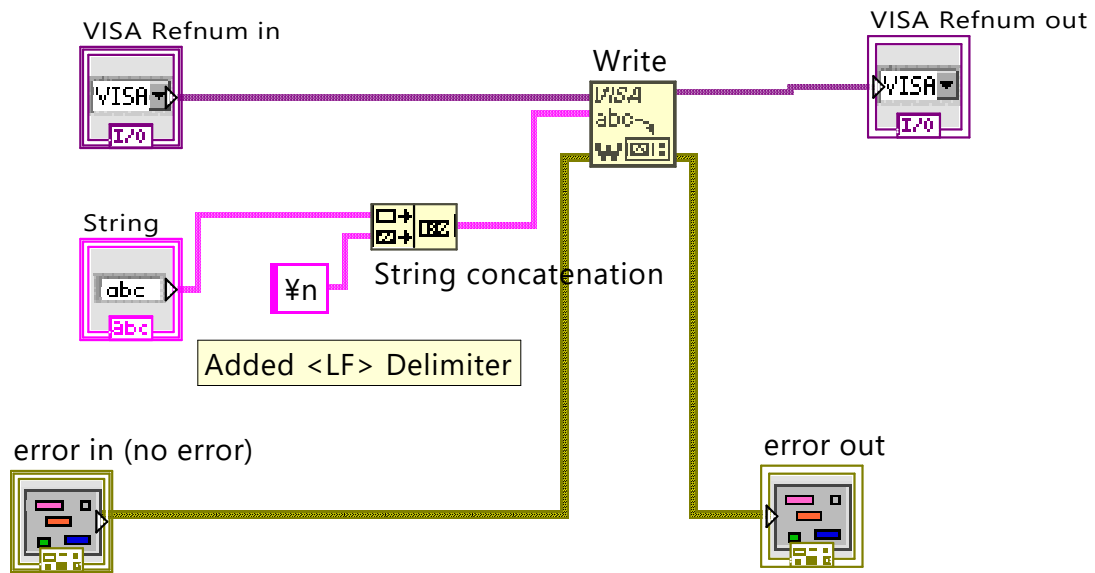 VISA Refnum in
VISA Refnum out
VISA
I/O
Write
VISA
abc
W
VISA
I/O
String
abc
abc
¥n
String concatenation
Added <LF> Delimiter
error in (no error)
error out